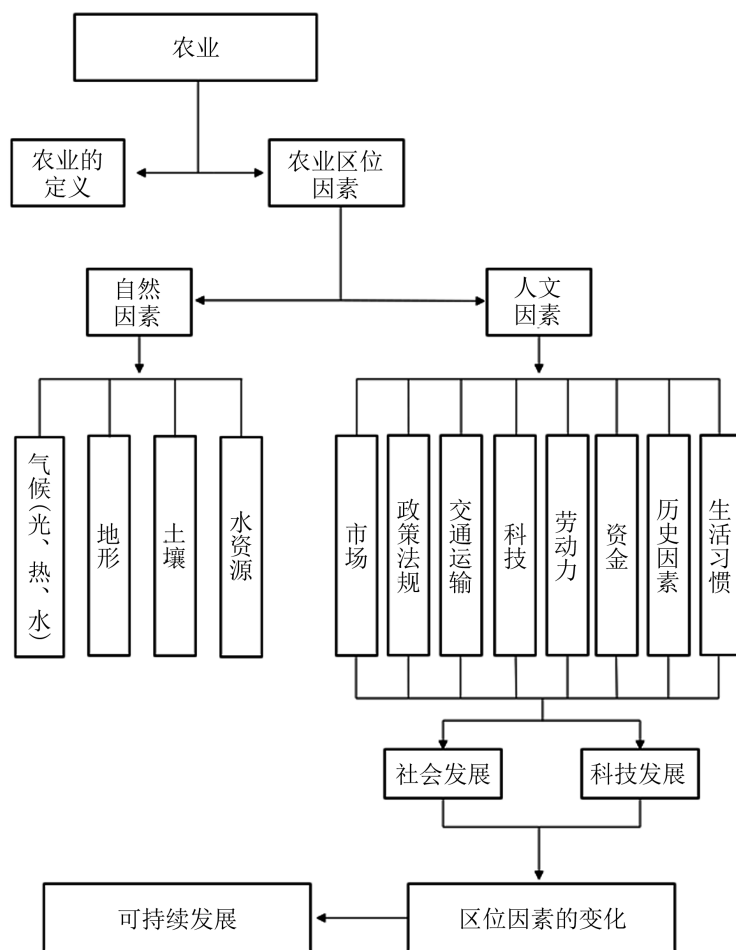 农业
农业的
定义
农业区位
因素
自然
因素
人文
因素
气候(光、热、水)
地形
土壤
水资源
市场
政策法规
交通运输
科技
劳动力
资金
历史因素
生活习惯
社会发展
科技发展
可持续发展
区位因素的变化